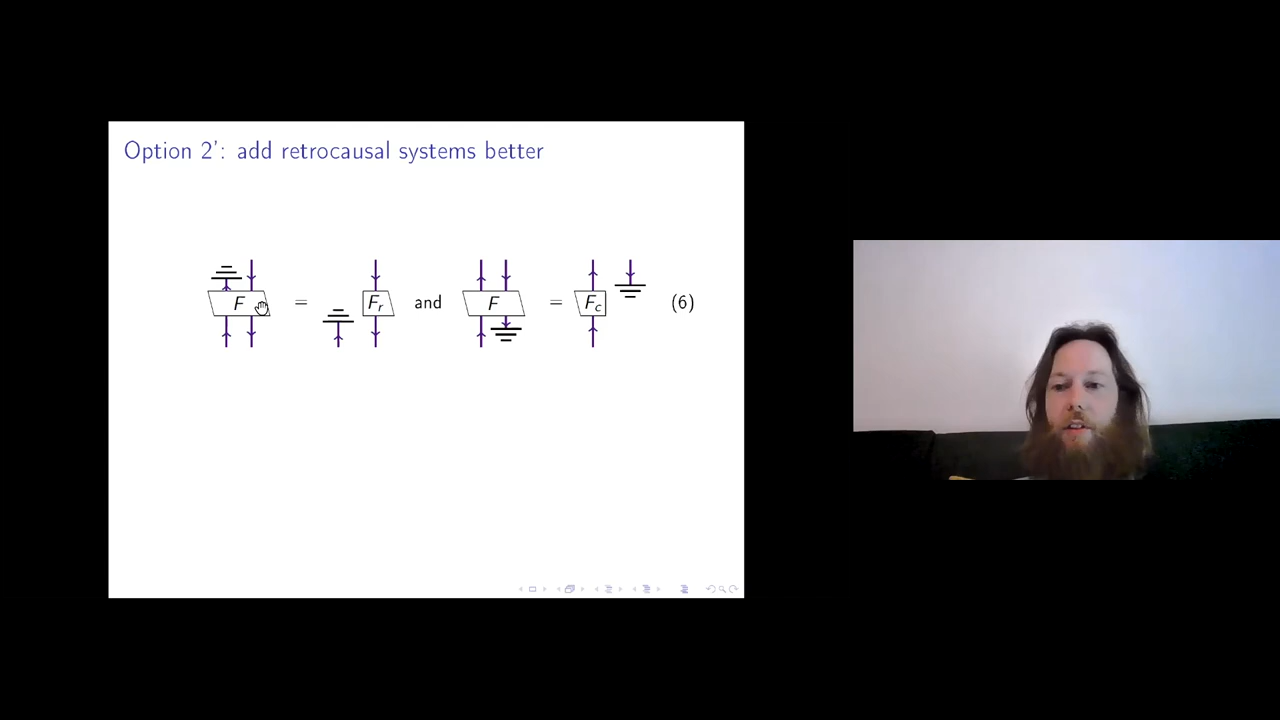 Option 2': add retrocausal systems better
F = F_r and F = F_c (6)